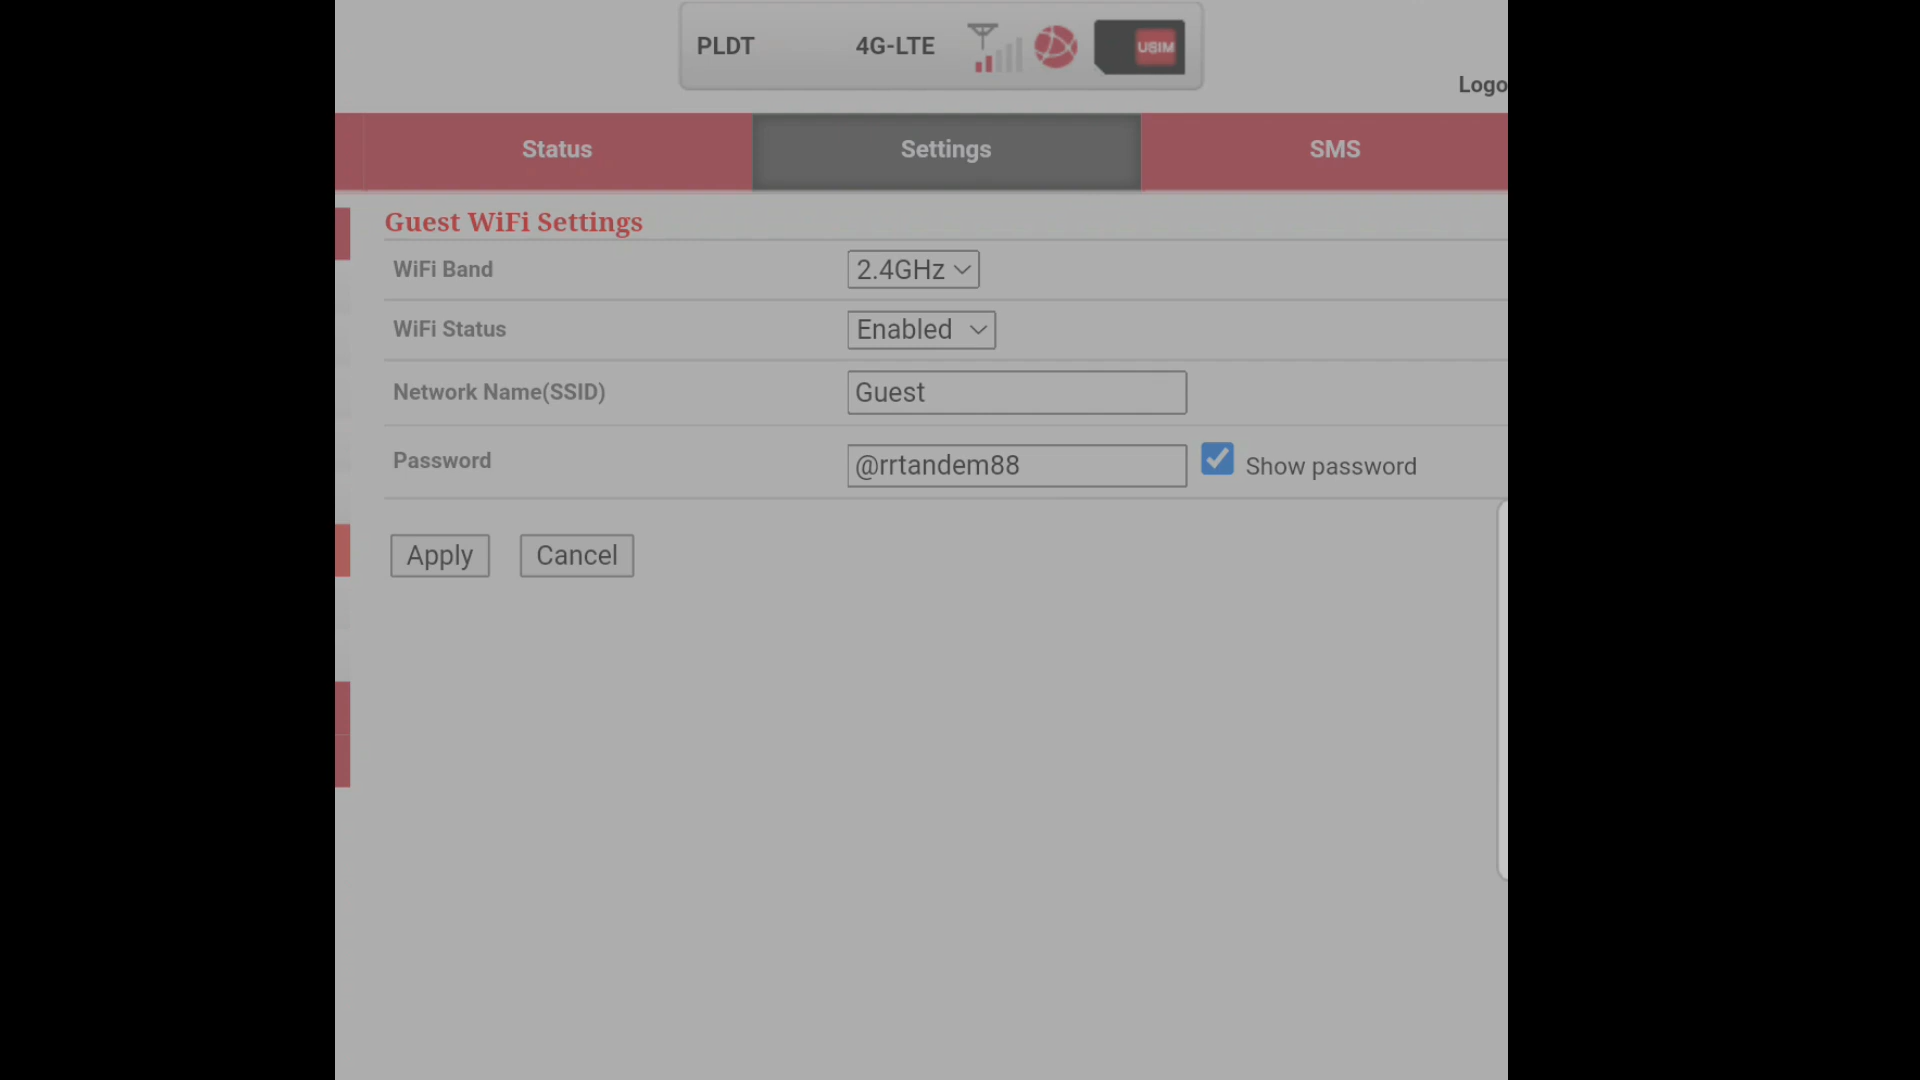 PLDT 4G-LTE USIM
Logo
Status Settings SMS
Guest WiFi Settings
WiFi Band 2.4GHz
WiFi Status Enabled
Network Name(SSID) Guest
Password @rrtandem88 Show password
Apply Cancel